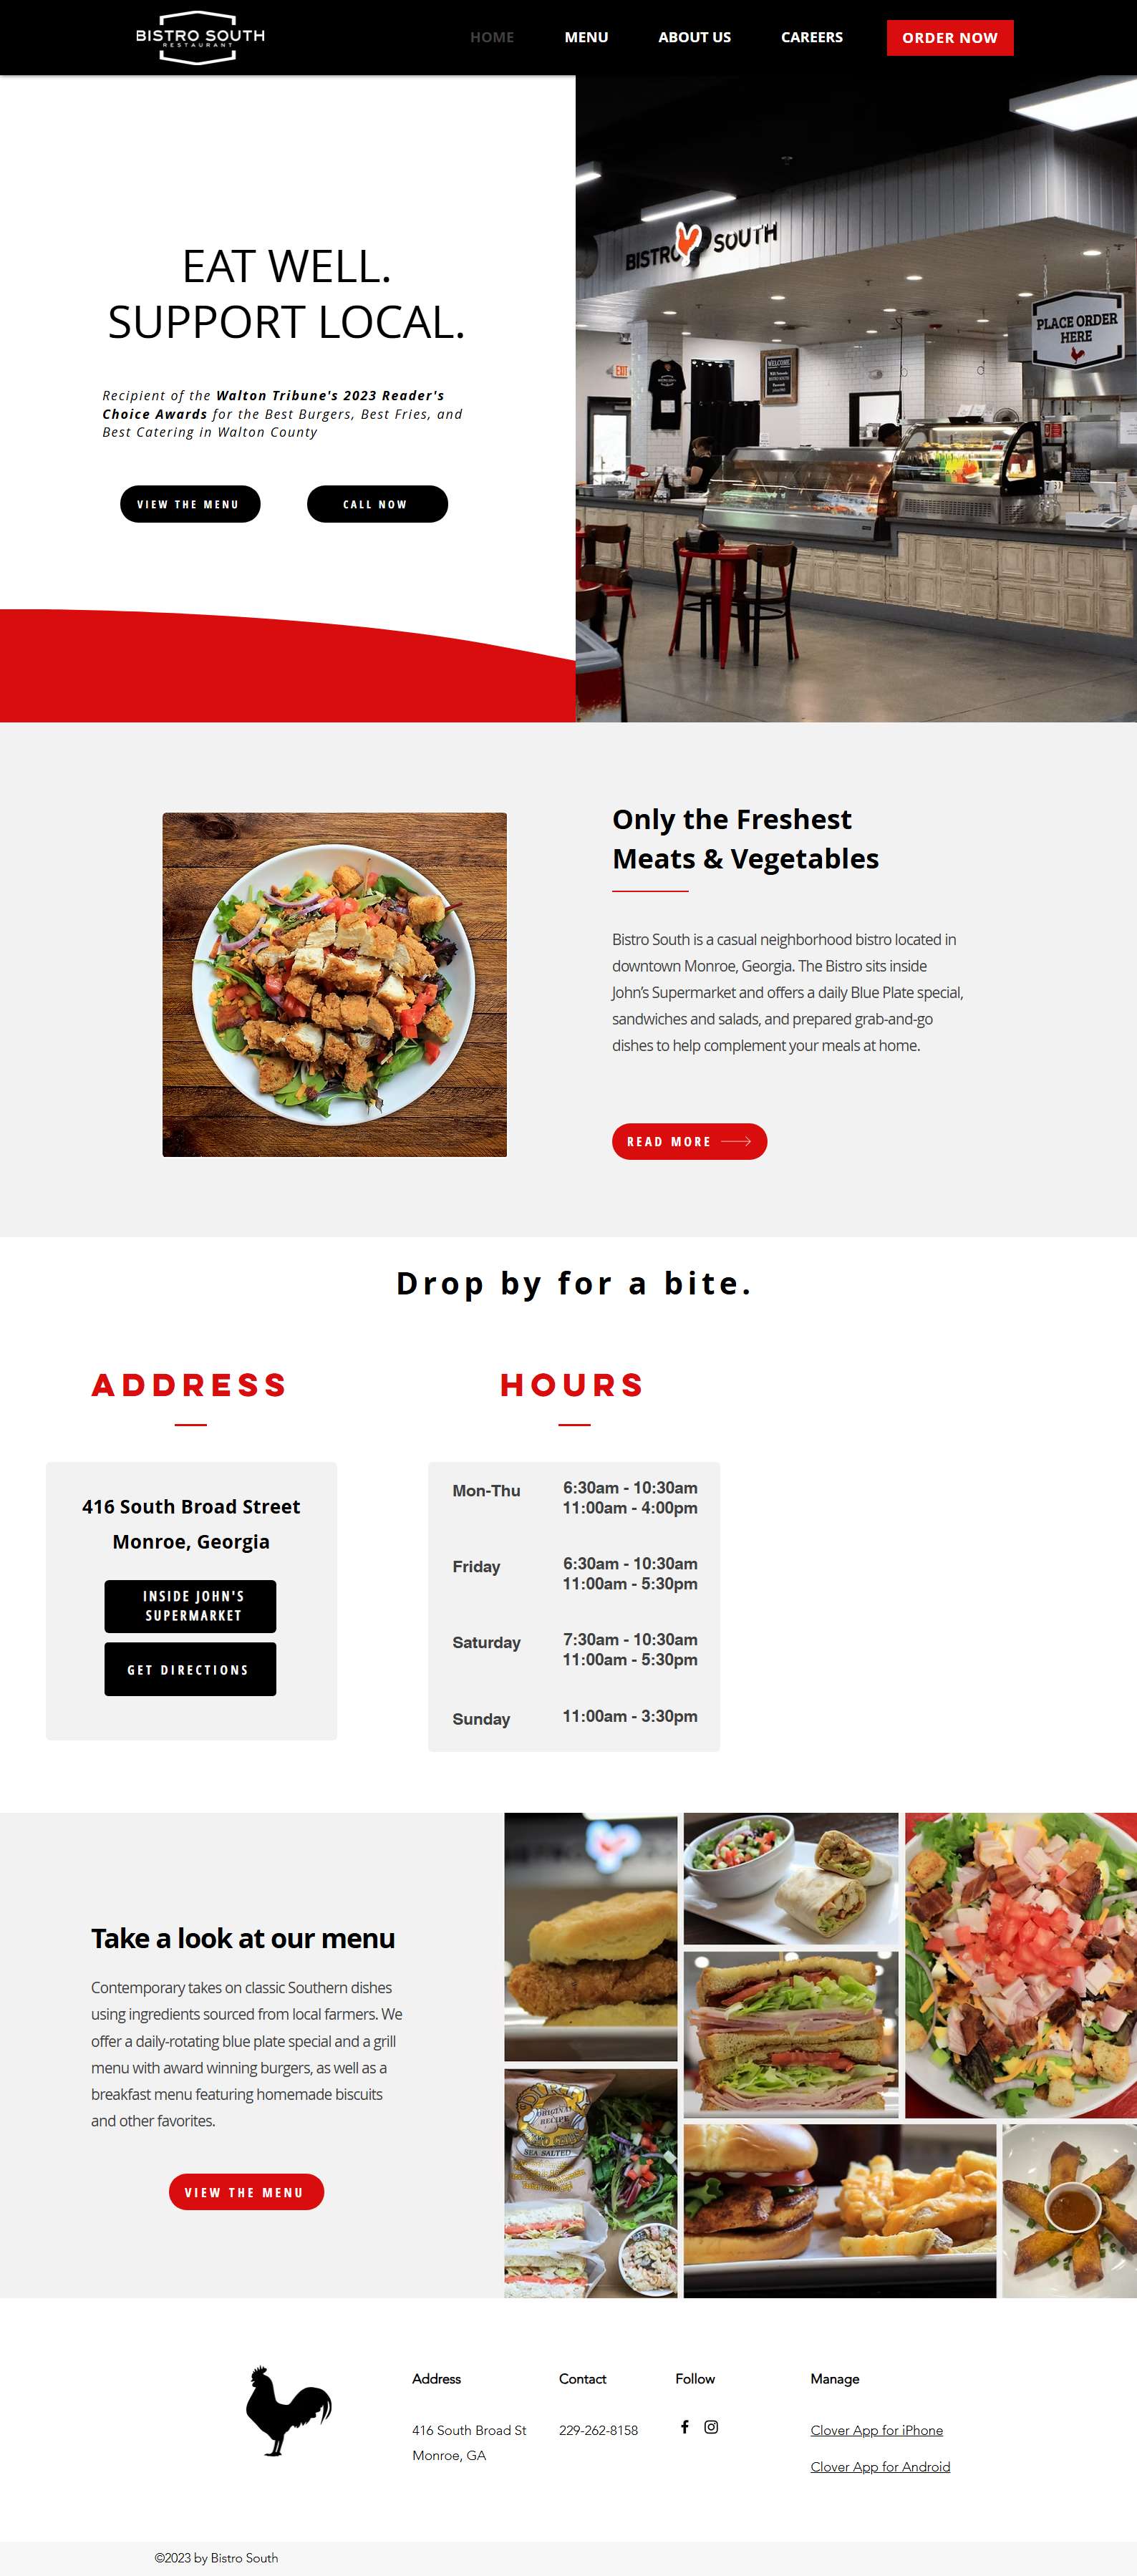 BISTRO SOUTH
RESTAURANT
HOME
MENU
ABOUT US
CAREERS
ORDER NOW
EAT WELL.
SUPPORT LOCAL.
Recipient of the Walton Tribune's 2023 Reader's
Choice Awards for the Best Burgers, Best Fries, and
Best Catering in Walton County
VIEW THE MENU
CALL NOW
BISTRO SOUTH
PLACE ORDER
HERE
EXIT
WELCOME
Only the Freshest
Meats & Vegetables
Bistro South is a casual neighborhood bistro located in
downtown Monroe, Georgia. The Bistro sits inside
John’s Supermarket and offers a daily Blue Plate special,
sandwiches and salads, and prepared grab-and-go
dishes to help complement your meals at home.
READ MORE
Drop by for a bite.
ADDRESS
416 South Broad Street
Monroe, Georgia
INSIDE JOHN'S
SUPERMARKET
GET DIRECTIONS
HOURS
Mon-Thu
6:30am - 10:30am
11:00am - 4:00pm
Friday
6:30am - 10:30am
11:00am - 5:30pm
Saturday
7:30am - 10:30am
11:00am - 5:30pm
Sunday
11:00am - 3:30pm
Take a look at our menu
Contemporary takes on classic Southern dishes
using ingredients sourced from local farmers. We
offer a daily-rotating blue plate special and a grill
menu with award winning burgers, as well as a
breakfast menu featuring homemade biscuits
and other favorites.
VIEW THE MENU
DIRTY
ORIGINAL
RECIPE
SEA SALTED
Address
416 South Broad St
Monroe, GA
Contact
229-262-8158
Follow
Manage
Clover App for iPhone
Clover App for Android
©2023 by Bistro South